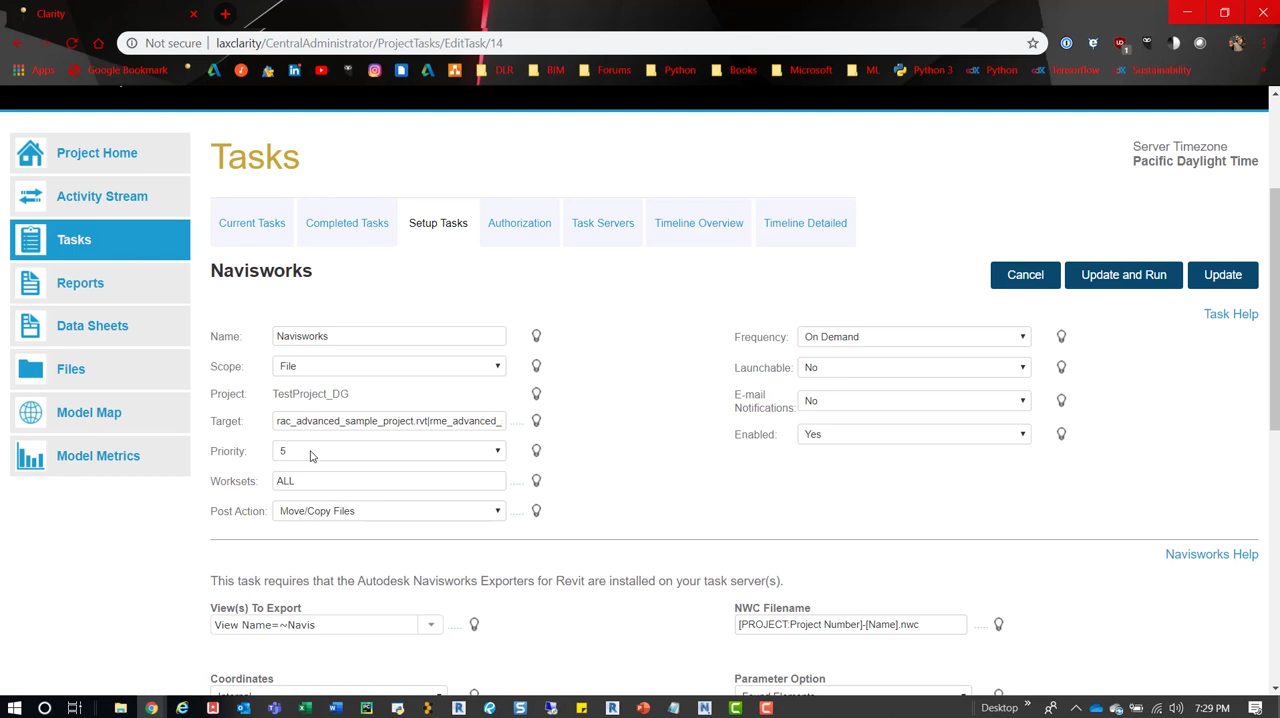 Clarity
Not secure | laxclarity/CentralAdministrator/ProjectTasks/EditTask/14
Apps Google Bookmark DLR BIM Forums Python Books Microsoft ML Python 3 Python Tensorflow Sustainability
Project Home
Activity Stream
Tasks
Reports
Data Sheets
Files
Model Map
Model Metrics
Tasks
Server Timezone
Pacific Daylight Time
Current Tasks Completed Tasks Setup Tasks Authorization Task Servers Timeline Overview Timeline Detailed
Navisworks
Cancel Update and Run Update
Task Help
Name: Navisworks
Scope: File
Project: TestProject_DG
Target: rac_advanced_sample_project.rvt|rme_advanced_
Priority: 5
Worksets: ALL
Post Action: Move/Copy Files
Frequency: On Demand
Launchable: No
E-mail
Notifications: No
Enabled: Yes
Navisworks Help
This task requires that the Autodesk Navisworks Exporters for Revit are installed on your task server(s).
View(s) To Export
View Name=~Navis
NWC Filename
[PROJECT:Project Number]-[Name].nwc
Coordinates
Internal
Parameter Option
Found Elements
Desktop
7:29 PM